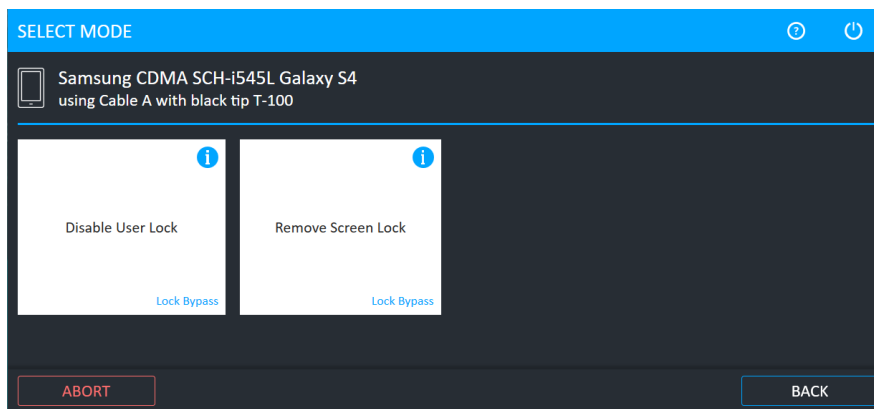 SELECT MODE
Samsung CDMA SCH-i545L Galaxy S4
using Cable A with black tip T-100
Disable User Lock
Remove Screen Lock
Lock Bypass
Lock Bypass
ABORT
BACK